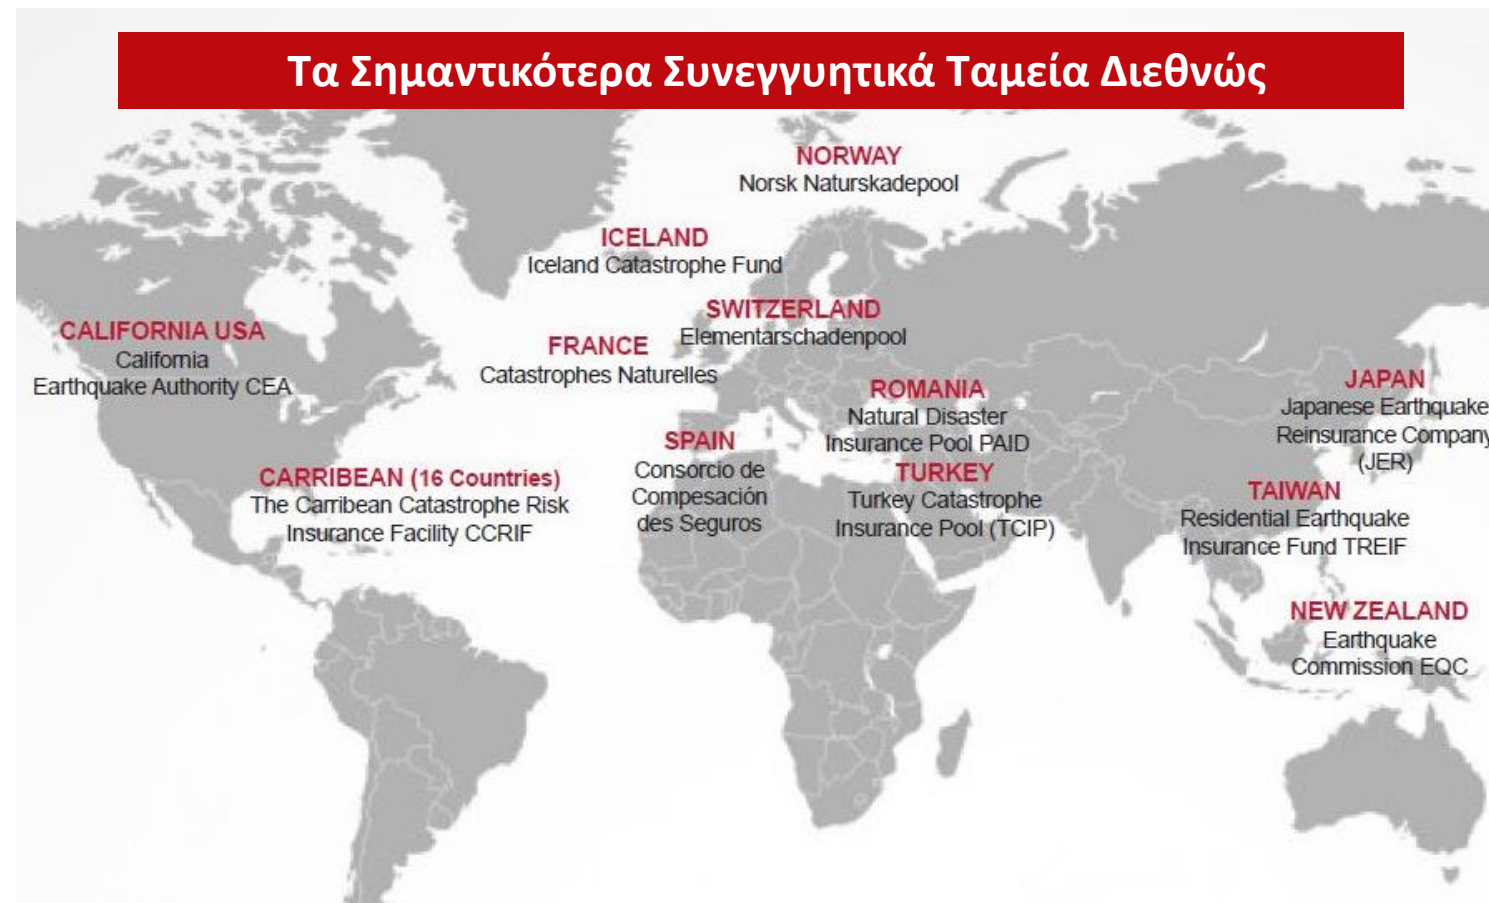 Τα Σημαντικότερα Συνεγγυητικά Ταμεία Διεθνώς
NORWAY
Norsk Naturskadepool
ICELAND
Iceland Catastrophe Fund
SWITZERLAND
Elementarschadenpool
CALIFORNIA USA
California
Earthquake Authority CEA
FRANCE
Catastrophes Naturelles
ROMANIA
Natural Disaster
Insurance Pool PAID
JAPAN
Japanese Earthquake
Reinsurance Company
(JER)
SPAIN
Consorcio de
Compesación
des Seguros
CARRIBEAN (16 Countries)
The Carribean Catastrophe Risk
Insurance Facility CCRIF
TURKEY
Turkey Catastrophe
Insurance Pool (TCIP)
TAIWAN
Residential Earthquake
Insurance Fund TREIF
NEW ZEALAND
Earthquake
Commission EQC